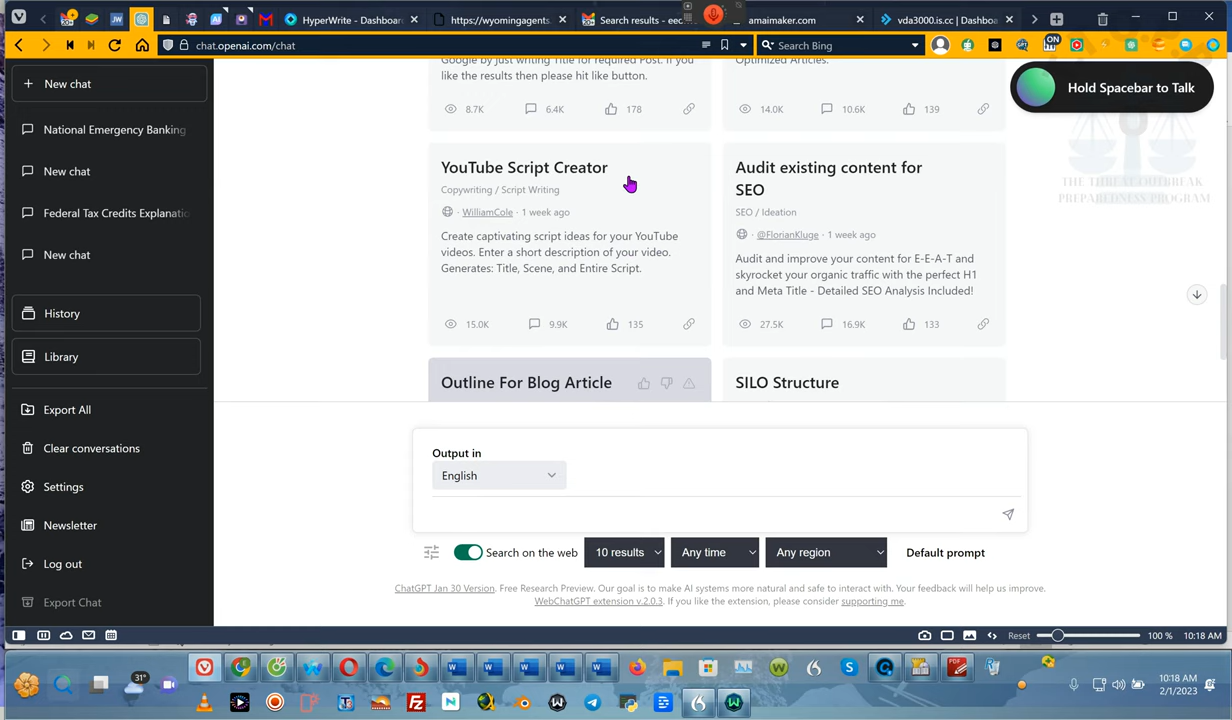 HyperWrite - Dashboar
https://wyomingagents.
Search results - eec
amaimaker.com
vda3000.is.cc | Dashboa
chat.openai.com/chat
Search Bing
ON
Hold Spacebar to Talk
THE THREAT OUTBREAK
PREPAREDNESS PROGRAM
New chat
National Emergency Banking
New chat
Federal Tax Credits Explanatio
New chat
History
Library
Export All
Clear conversations
Settings
Newsletter
Log out
Export Chat
Google by just writing Title for required Post. If you
like the results then please hit like button.
8.7K 6.4K 178
Optimized Articles.
14.0K 10.6K 139
YouTube Script Creator
Copywriting / Script Writing
WilliamCole · 1 week ago
Create captivating script ideas for your YouTube
videos. Enter a short description of your video.
Generates: Title, Scene, and Entire Script.
15.0K 9.9K 135
Audit existing content for
SEO
SEO / Ideation
@FlorianKluge · 1 week ago
Audit and improve your content for E-E-A-T and
skyrocket your organic traffic with the perfect H1
and Meta Title - Detailed SEO Analysis Included!
27.5K 16.9K 133
Outline For Blog Article
SILO Structure
Output in
English
Search on the web
10 results
Any time
Any region
Default prompt
ChatGPT Jan 30 Version. Free Research Preview. Our goal is to make AI systems more natural and safe to interact with. Your feedback will help us improve.
WebChatGPT extension v.2.0.3. If you like the extension, please consider supporting me.
Reset
100 %
10:18 AM
31°
10:18 AM
2/1/2023